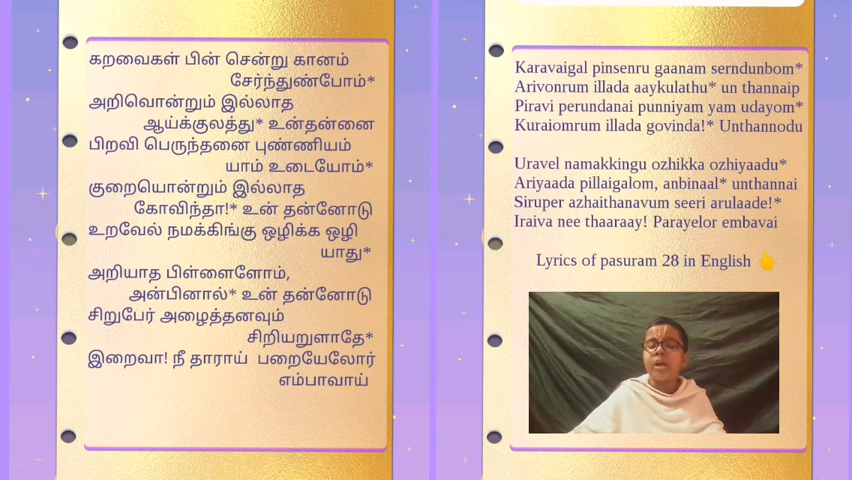 கறவைகள் பின் சென்று கானம்
சேர்ந்துண்போம்*
அறிவொன்றும் இல்லாத
ஆய்க்குலத்து* உன்தன்னை
பிறவி பெருந்தனை புண்ணியம்
யாம் உடையோம்*
குறையொன்றும் இல்லாத
கோவிந்தா!* உன் தன்னோடு
உறவேல் நமக்கிங்கு ஒழிக்க ஒழி
யாது*
அறியாத பிள்ளைளோம்,
அன்பினால்* உன் தன்னோடு
சிறுபேர் அழைத்தனவும்
சிறியறுளாதே*
இறைவா! நீ தாராய் பறையேலோர்
எம்பாவாய்
Karavaigal pinsenru gaanam serndunbom*
Arivonrum illada aaykulathu* un thannaip
Piravi perundanai punniyam yam udayom*
Kuraiomrum illada govinda!* Unthannodu
Uravel namakkingu ozhikka ozhiyaadu*
Ariyaada pillaigalom, anbinaal* unthannai
Siruper azhaithanavum seeri arulaade!*
Iraiva nee thaaraay! Parayelor embavai
Lyrics of pasuram 28 in English 👆